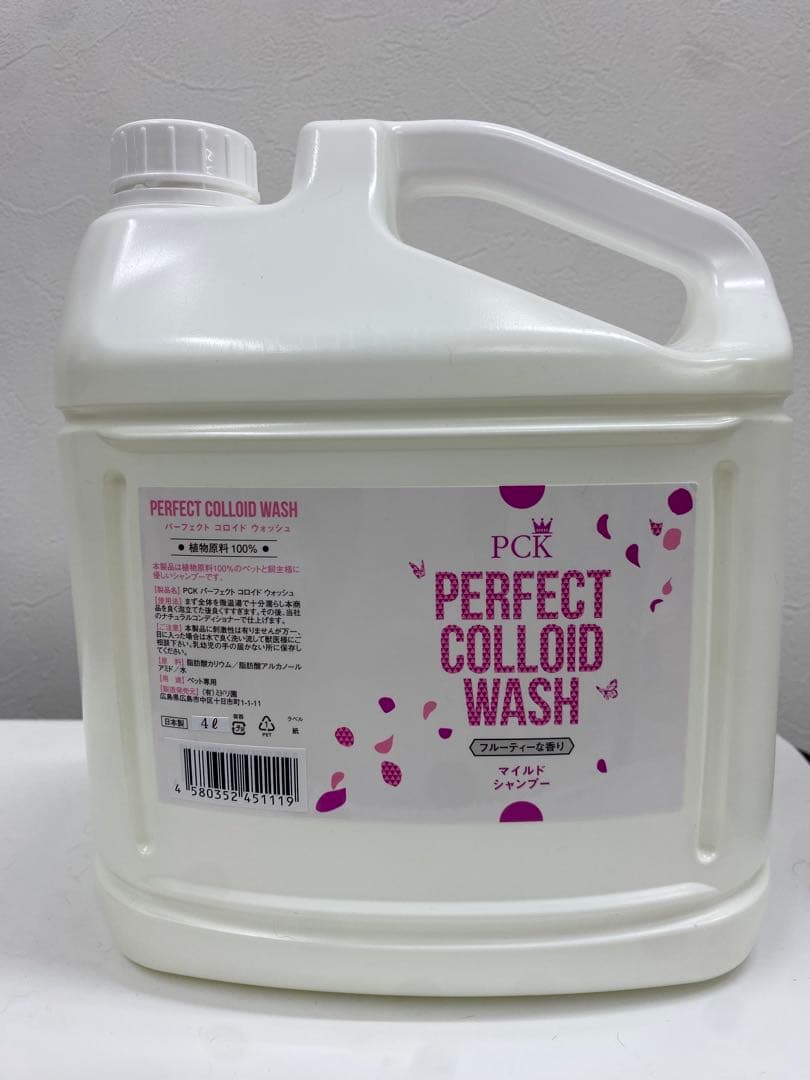 PERFECT COLLOID WASH
パーフェクト コロイド ウォッシュ
● 植物原料100% ●
本製品は植物原料100%のペットと飼主様に
優しいシャンプーです。
【製品名】PCK パーフェクト コロイド ウォッシュ
【使用法】まず全体を微温湯で十分濡らし本商
品を良く泡立てた後良くすすぎます。その後、当社
のナチュラルコンディショナーで仕上げます。
【ご注意】本製品に刺激性は有りませんが万一、
目に入った場合は水で良く洗い流して獣医様にご
相談下さい。乳幼児の手の届かない所に保存し
てください。
【原 料】脂肪酸カリウム/脂肪酸アルカノール
アミド/水
【用 途】ペット専用
【製造発売元】(有)ミドリ園
広島県広島市中区十日市町1-1-11
日本製 4ℓ 容器 プラ 1 PET ラベル 紙
4 580352 451119
PCK
PERFECT
COLLOID
WASH
フルーティーな香り
マイルド
シャンプー